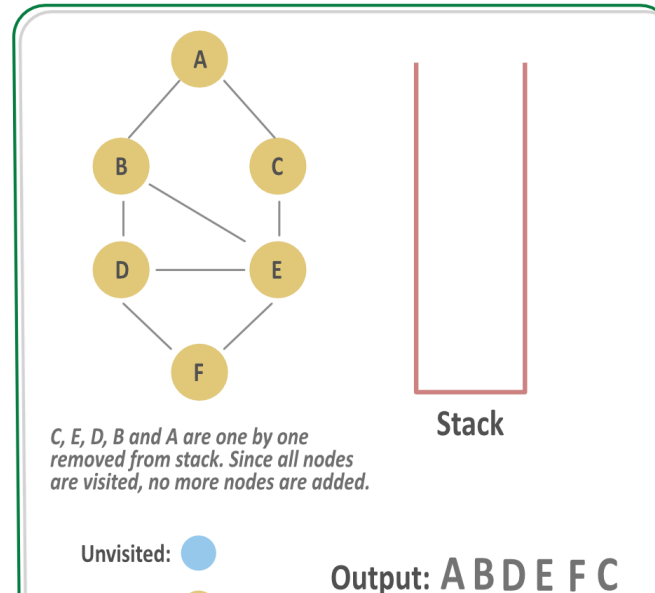 A
B
C
D
E
F
Stack
C, E, D, B and A are one by one
removed from stack. Since all nodes
are visited, no more nodes are added.
Unvisited:
Output: A B D E F C